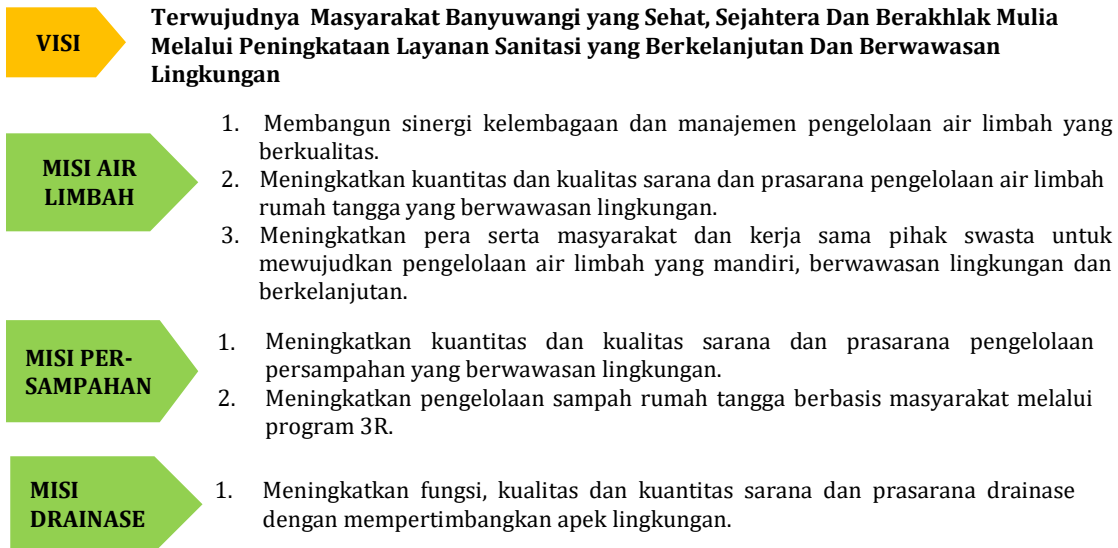 VISI
Terwujudnya Masyarakat Banyuwangi yang Sehat, Sejahtera Dan Berakhlak Mulia
Melalui Peningkataan Layanan Sanitasi yang Berkelanjutan Dan Berwawasan
Lingkungan
MISI AIR
LIMBAH
1. Membangun sinergi kelembagaan dan manajemen pengelolaan air limbah yang
berkualitas.
2. Meningkatkan kuantitas dan kualitas sarana dan prasarana pengelolaan air limbah
rumah tangga yang berwawasan lingkungan.
3. Meningkatkan pera serta masyarakat dan kerja sama pihak swasta untuk
mewujudkan pengelolaan air limbah yang mandiri, berwawasan lingkungan dan
berkelanjutan.
MISI PER-
SAMPAHAN
1. Meningkatkan kuantitas dan kualitas sarana dan prasarana pengelolaan
persampahan yang berwawasan lingkungan.
2. Meningkatkan pengelolaan sampah rumah tangga berbasis masyarakat melalui
program 3R.
MISI
DRAINASE
1. Meningkatkan fungsi, kualitas dan kuantitas sarana dan prasarana drainase
dengan mempertimbangkan apek lingkungan.